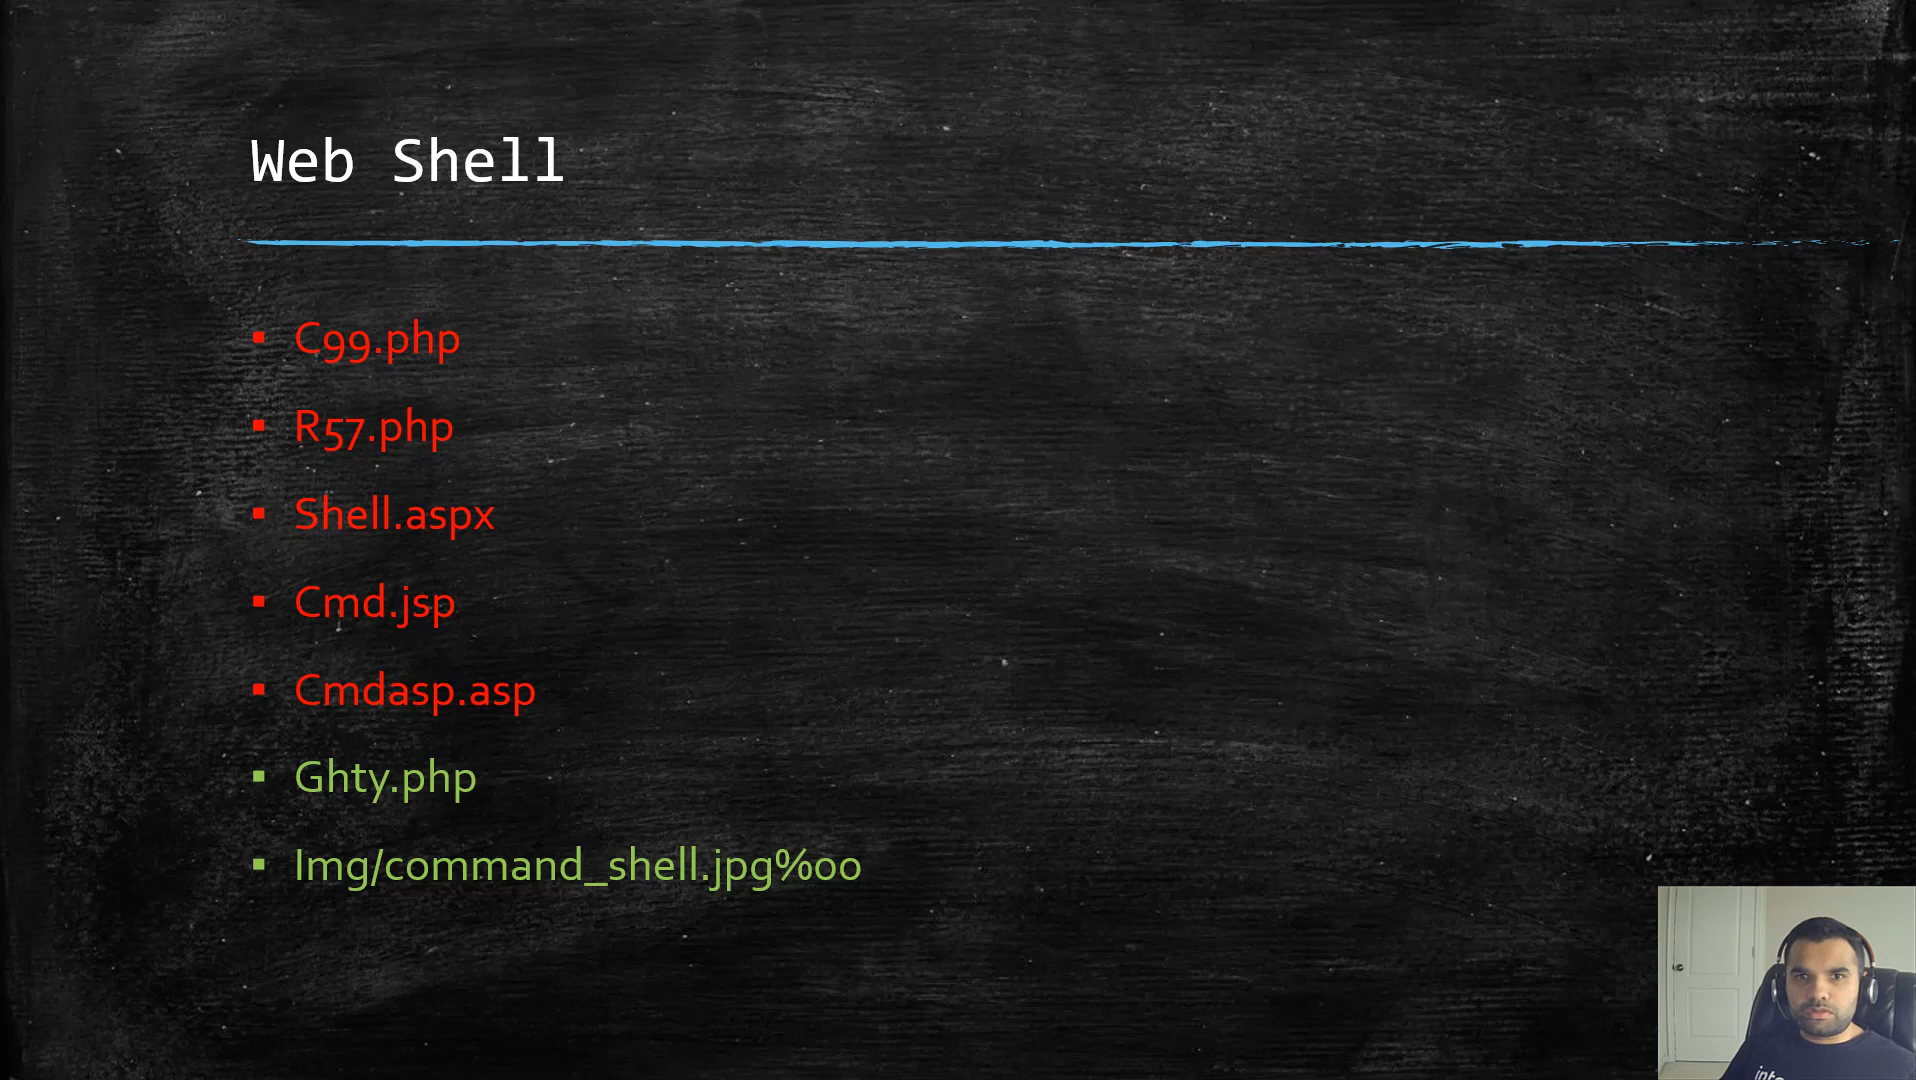 Web Shell
C99.php
R57.php
Shell.aspx
Cmd.jsp
Cmdasp.asp
Ghty.php
Img/command_shell.jpg%00